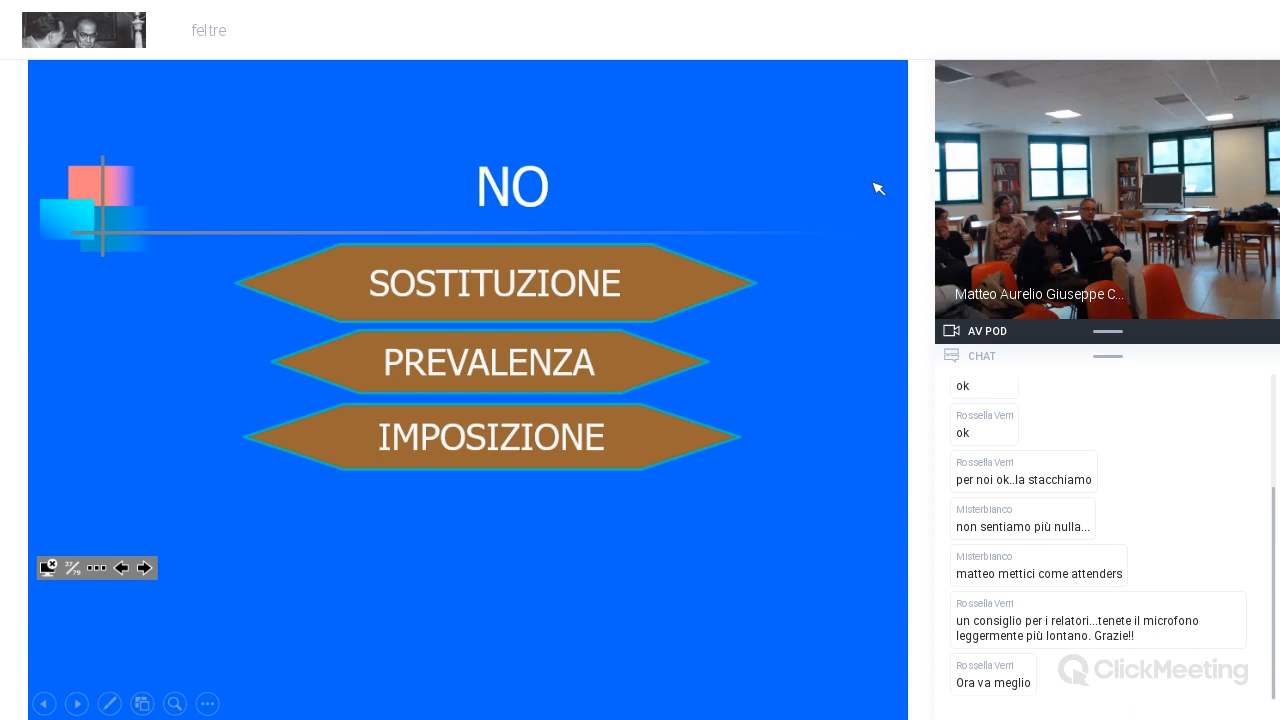 feltre
NO
SOSTITUZIONE
PREVALENZA
IMPOSIZIONE
37/79
Matteo Aurelio Giuseppe C...
AV POD
CHAT
ok
Rossella Verri
ok
Rossella Verri
per noi ok..la stacchiamo
Misterbianco
non sentiamo più nulla...
Misterbianco
matteo mettici come attenders
Rossella Verri
un consiglio per i relatori...tenete il microfono
leggermente più lontano. Grazie!!
Rossella Verri
Ora va meglio
ClickMeeting